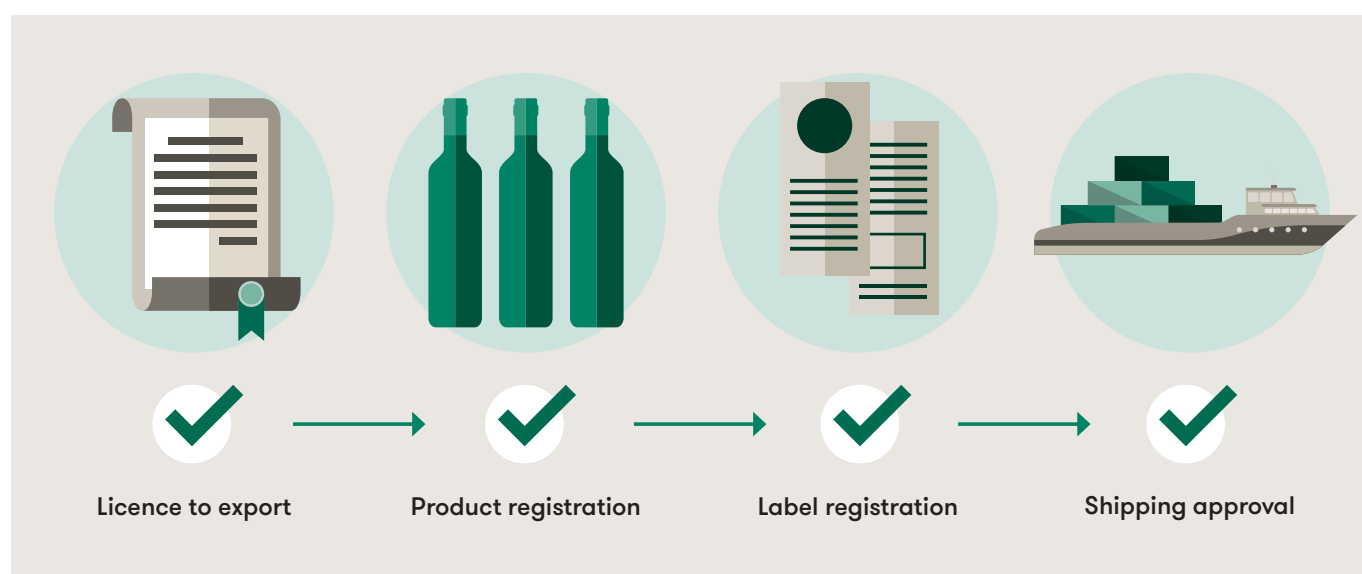 Licence to export
Product registration
Label registration
Shipping approval